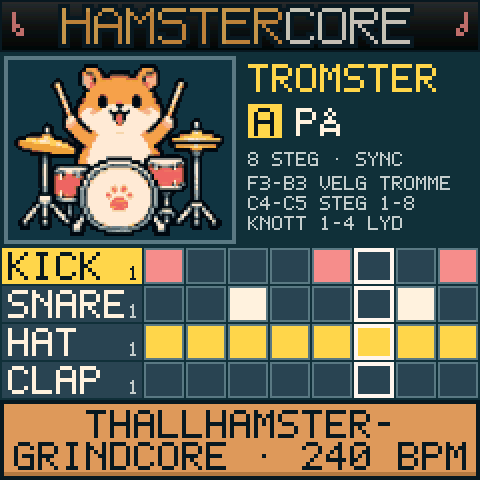 HAMSTERCORE
TROMSTER
A PÅ
8 STEG · SYNC
F3-B3 VELG TROMME
C4-C5 STEG 1-8
KNOTT 1-4 LYD
KICK 1
SNARE 1
HAT 1
CLAP 1
THALLHAMSTER-
GRINDCORE · 240 BPM